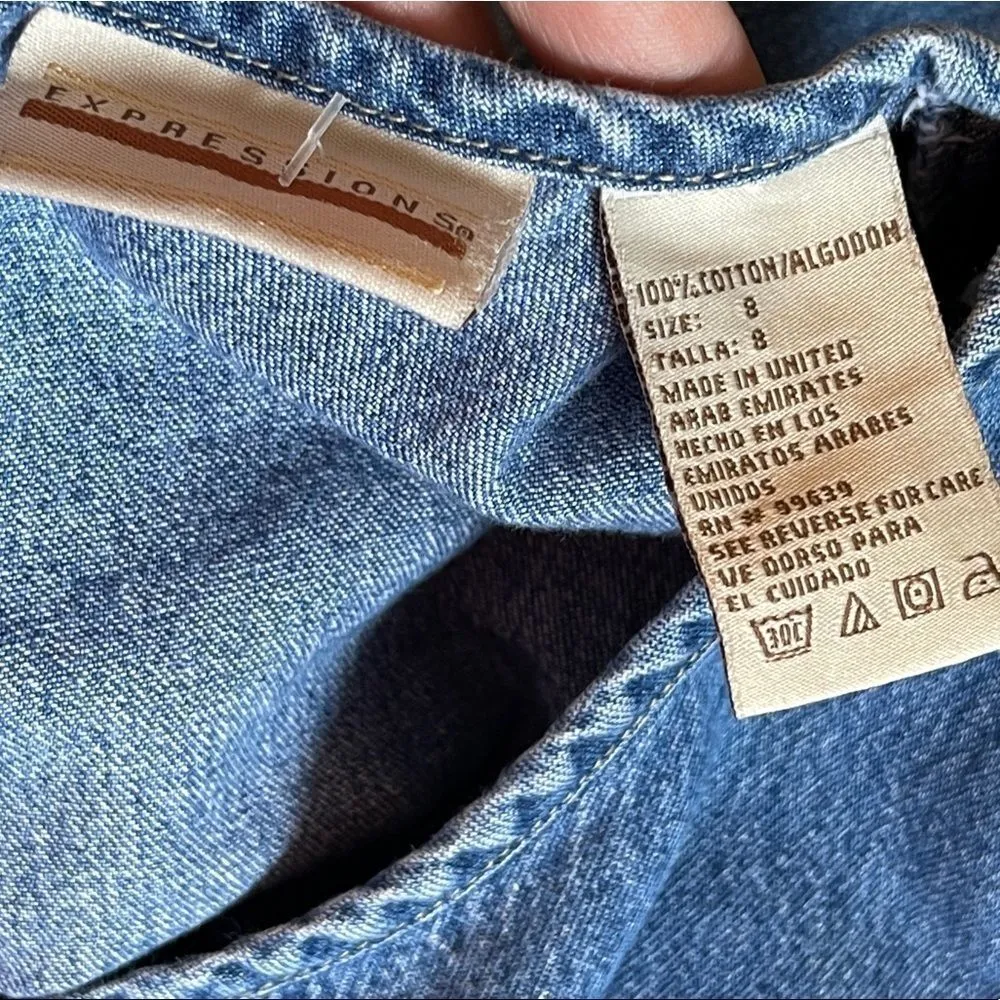 EXPRESSIONS
100% COTTON/ALGODON
SIZE: 8
TALLA: 8
MADE IN UNITED
ARAB EMIRATES
HECHO EN LOS
EMIRATOS ARABES
UNIDOS
RN # 99639
SEE REVERSE FOR CARE
VE DORSO PARA
EL CUIDADO
30C